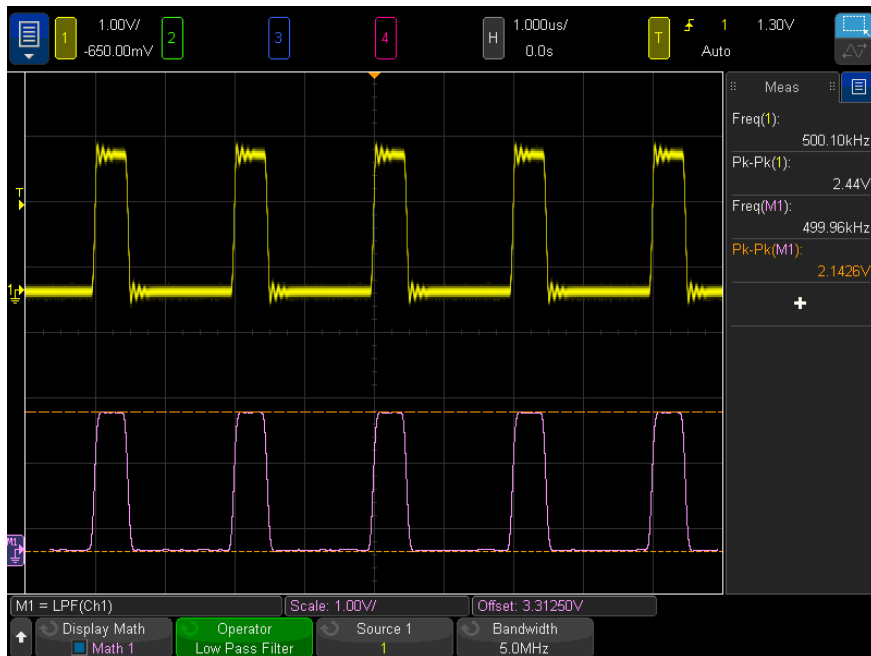 1 1.00V/ -650.00mV 2 3 4 H 1.000us/ 0.0s T 1 1.30V Auto
Meas
Freq(1):
500.10kHz
Pk-Pk(1):
2.44V
Freq(M1):
499.96kHz
Pk-Pk(M1):
2.1426V
+
T
1
M1
M1 = LPF(Ch1) Scale: 1.00V/ Offset: 3.31250V
Display Math Operator Source 1 Bandwidth
Math 1 Low Pass Filter 1 5.0MHz